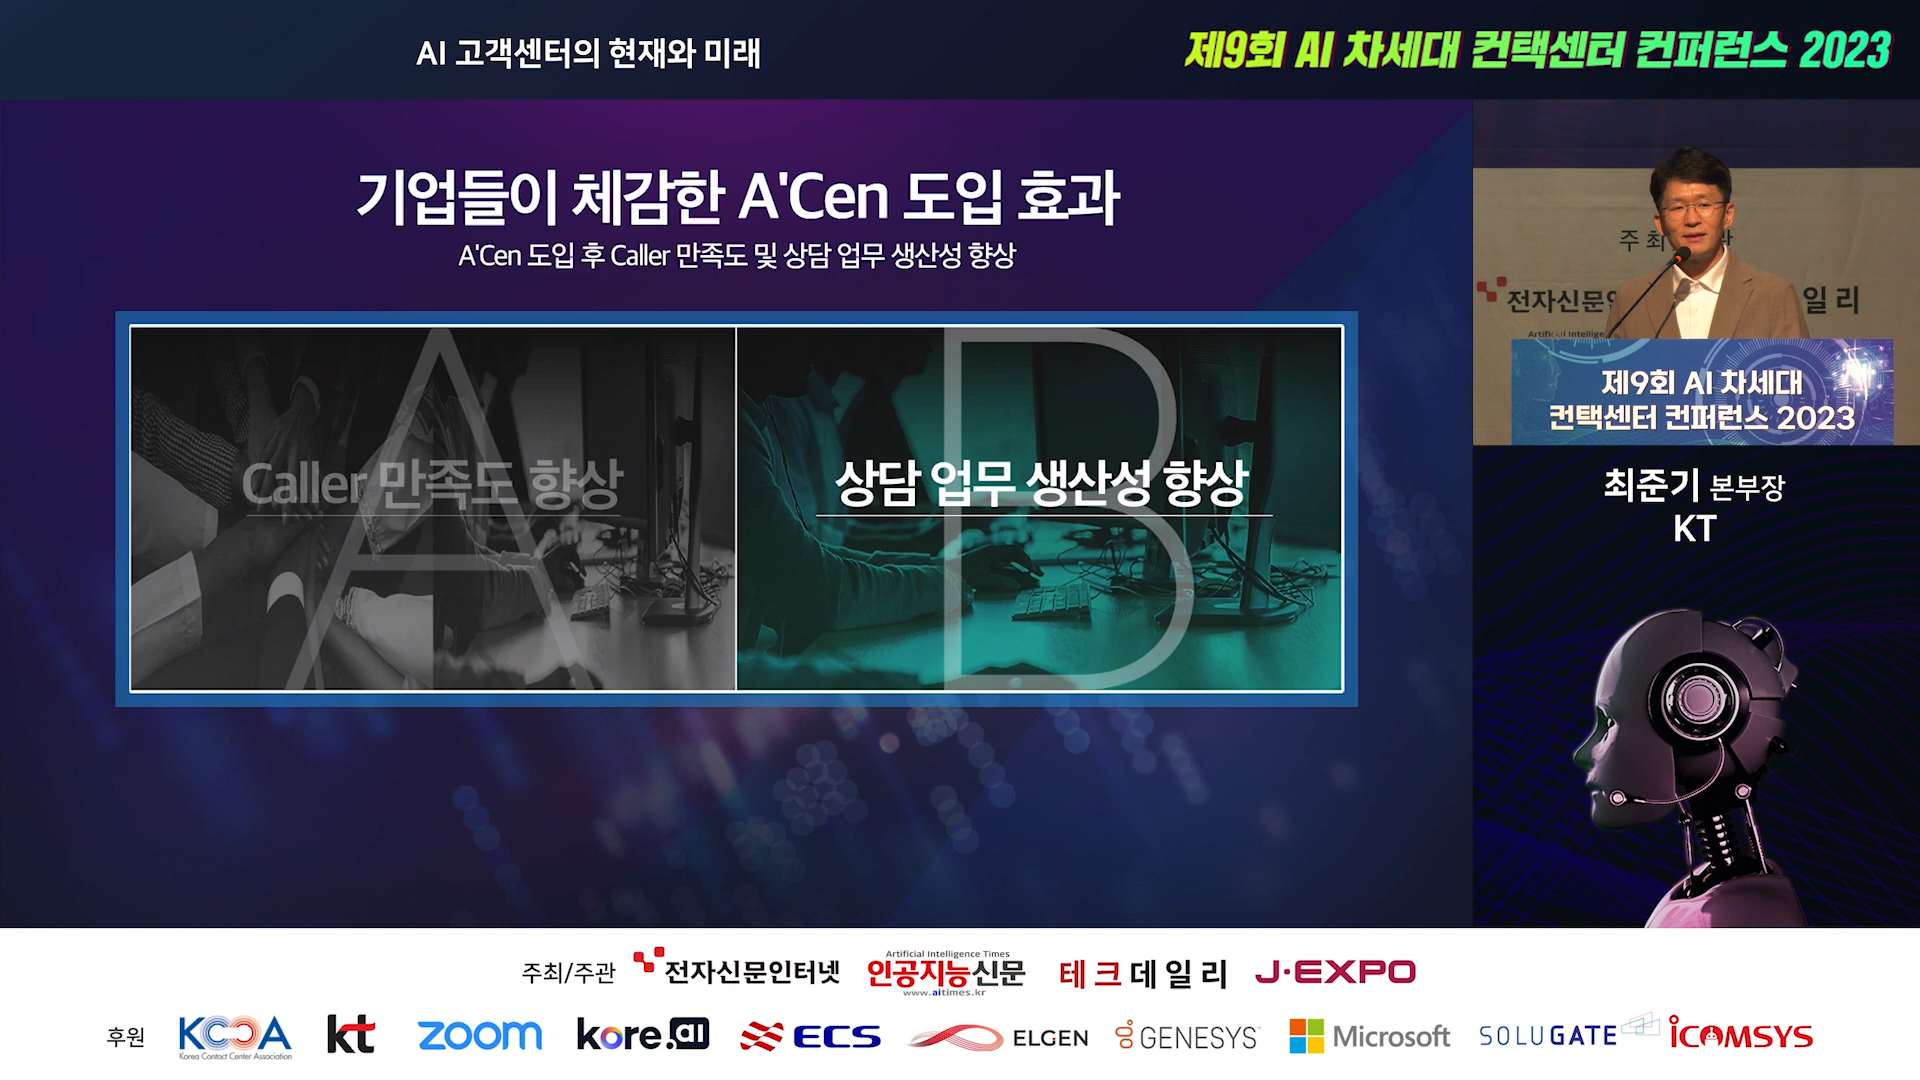 AI 고객센터의 현재와 미래
제9회 AI 차세대 컨택센터 컨퍼런스 2023
기업들이 체감한 A'Cen 도입 효과
A'Cen 도입 후 Caller 만족도 및 상담 업무 생산성 향상
A
Caller 만족도 향상
B
상담 업무 생산성 향상
주 최
관
전자신문인
일 리
Artificial Intellige
제9회 AI 차세대
컨택센터 컨퍼런스 2023
최준기 본부장
KT
주최/주관
전자신문인터넷
Artificial Intelligence Times
인공지능신문
www.aitimes.kr
테크데일리
J·EXPO
후원
KCCA
Korea Contact Center Association
kt
zoom
kore.ai
ECS
ELGEN
GENESYS
Microsoft
SOLUGATE
iCOMSYS